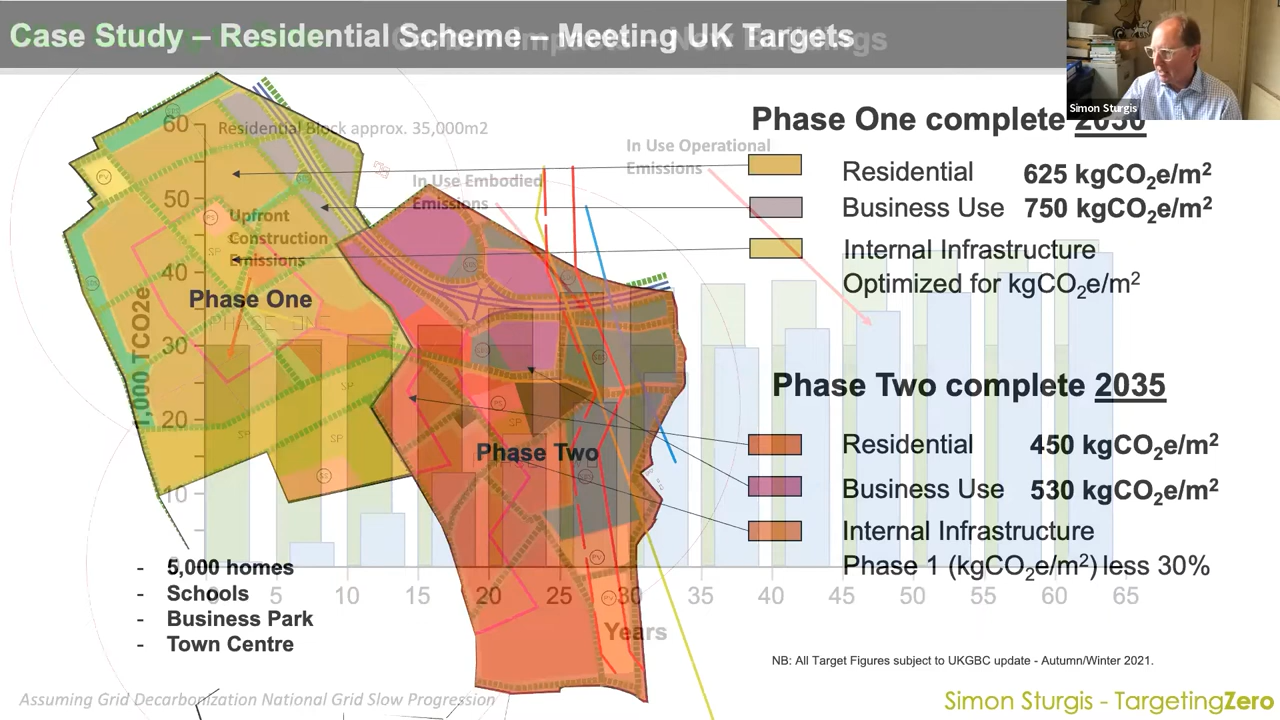 Case Study – Residential Scheme – Meeting UK Targets
Simon Sturgis
Residential Block approx. 35,000m2
In Use Operational
Emissions
In Use Embodied
Emissions
Upfront
Construction
Emissions
1,000 TCO2e
60
50
40
30
20
10
Phase One
PHASE ONE
Phase Two
SP
SP
SP
SP
SP
Phase One complete 2030
Residential 625 kgCO2e/m2
Business Use 750 kgCO2e/m2
Internal Infrastructure
Optimized for kgCO2e/m2
Phase Two complete 2035
Residential 450 kgCO2e/m2
Business Use 530 kgCO2e/m2
Internal Infrastructure
Phase 1 (kgCO2e/m2) less 30%
0 5 10 15 20 25 30 35 40 45 50 55 60 65
Years
- 5,000 homes
- Schools
- Business Park
- Town Centre
NB: All Target Figures subject to UKGBC update - Autumn/Winter 2021.
Assuming Grid Decarbonization National Grid Slow Progression
Simon Sturgis - TargetingZero